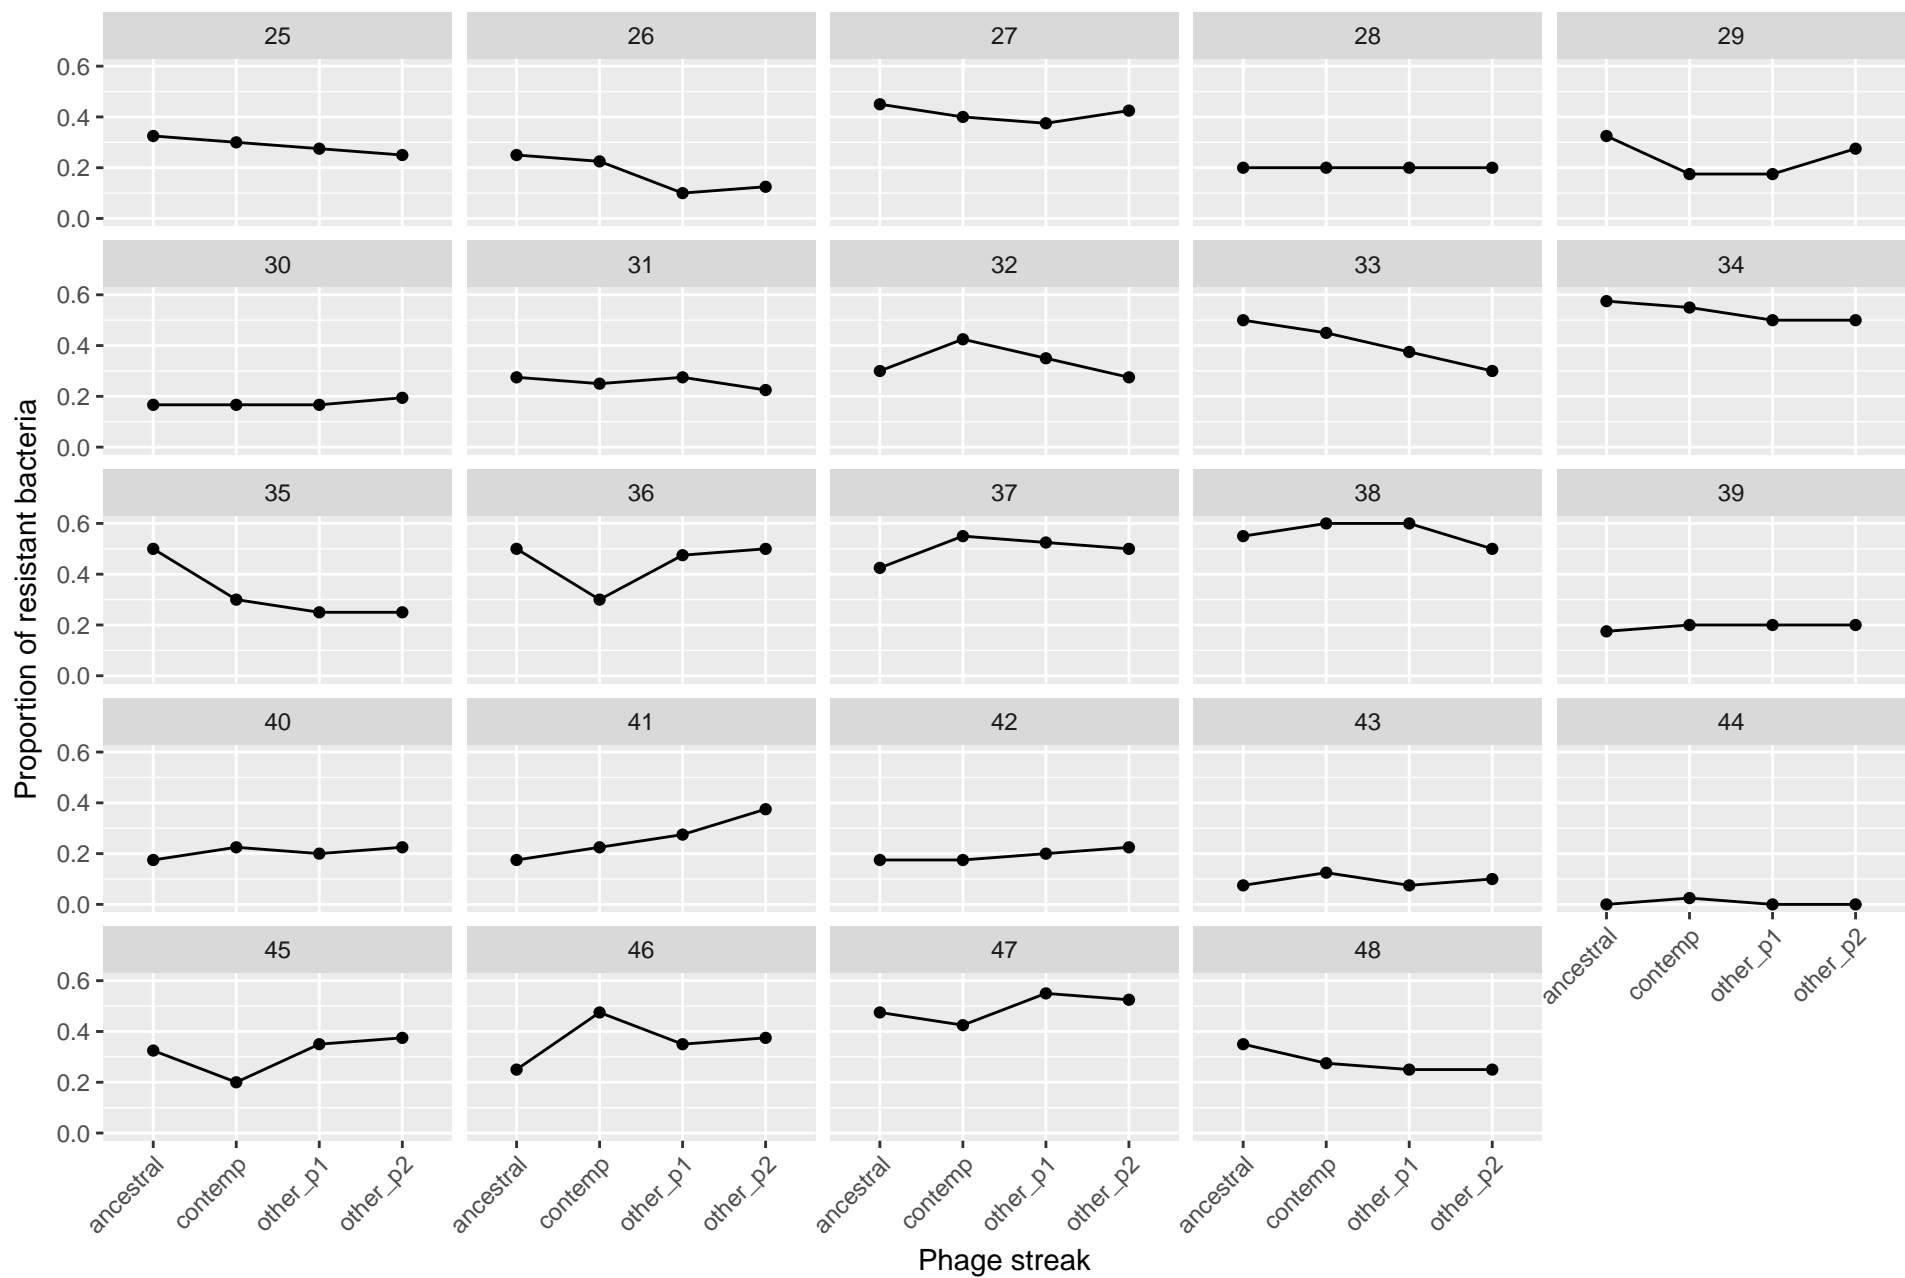 25 26 27 28 29
0.6
0.4
0.2
0.0
30 31 32 33 34
0.6
0.4
0.2
0.0
35 36 37 38 39
0.6
0.4
0.2
0.0
40 41 42 43 44
0.6
0.4
0.2
0.0
ancestral contemp other_p1 other_p2
45 46 47 48
0.6
0.4
0.2
0.0
ancestral contemp other_p1 other_p2 ancestral contemp other_p1 other_p2 ancestral contemp other_p1 other_p2 ancestral contemp other_p1 other_p2
Phage streak
Proportion of resistant bacteria